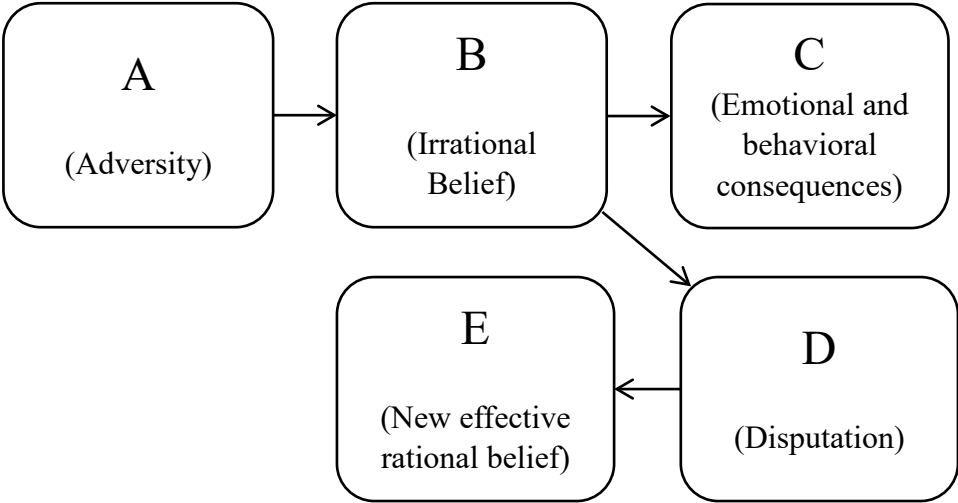 A
(Adversity)
B
(Irrational
Belief)
C
(Emotional and
behavioral
consequences)
E
(New effective
rational belief)
D
(Disputation)